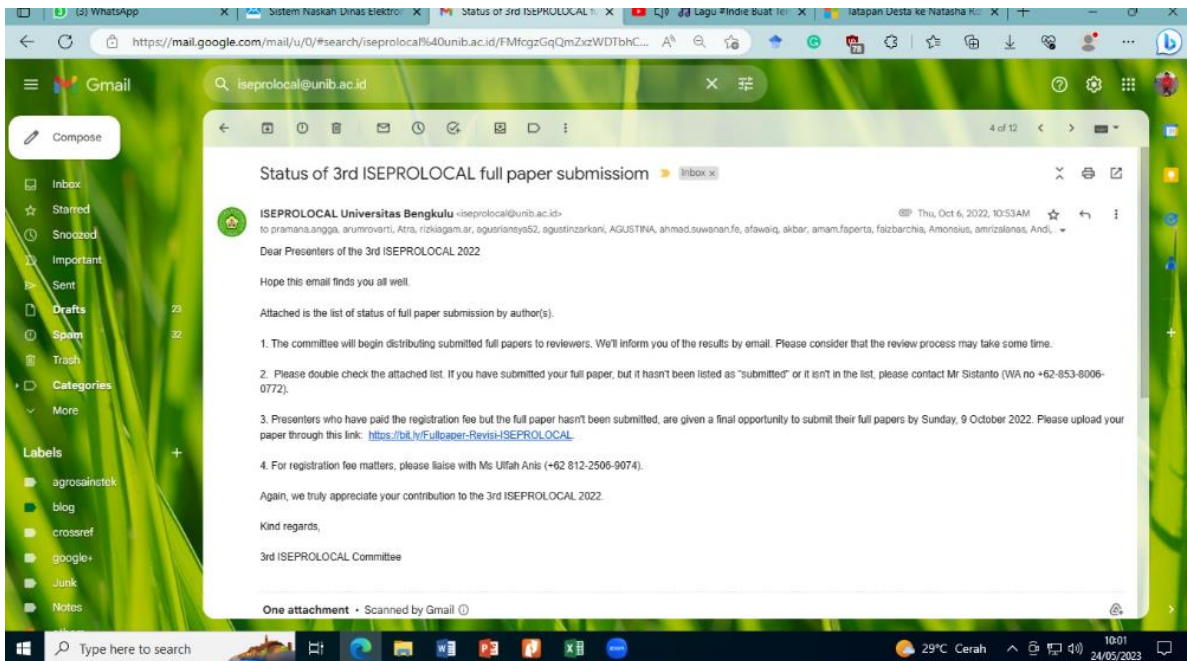 (3) WhatsApp
Sistem Naskah Dinas Elektro
Status of 3rd ISEPROLOCAL
Lagu #Indie Buat
Tatapan Desta ke Natasha
https://mail.google.com/mail/u/0/#search/iseprolocal%40unib.ac.id/FMfcgzGqQmZxzWDTbhC...
78
Gmail
iseprolocal@unib.ac.id
Compose
4 of 12
Inbox
Starred
Snoozed
Important
Sent
Drafts 23
Spam 32
Trash
Categories
More
Labels
agrosainstek
blog
crossref
google+
Junk
Notes
Status of 3rd ISEPROLOCAL full paper submissiom
Inbox x
ISEPROLOCAL Universitas Bengkulu <iseprolocal@unib.ac.id>
Thu, Oct 6, 2022, 10:53 AM
to pramana.angga, arumrovarti, Atra, rizkiagam.ar, agusriansya52, agustinzarkani, AGUSTINA, ahmad.suwanan.fe, afawaiq, akbar, amam.faperta, faizbarchia, Amonsius, amrizalanas, Andi,
Dear Presenters of the 3rd ISEPROLOCAL 2022
Hope this email finds you all well.
Attached is the list of status of full paper submission by author(s).
1. The committee will begin distributing submitted full papers to reviewers. We'll inform you of the results by email. Please consider that the review process may take some time.
2. Please double check the attached list. If you have submitted your full paper, but it hasn't been listed as "submitted" or it isn't in the list, please contact Mr Sistanto (WA no +62-853-8006-
0772).
3. Presenters who have paid the registration fee but the full paper hasn't been submitted, are given a final opportunity to submit their full papers by Sunday, 9 October 2022. Please upload your
paper through this link: https://bit.ly/Fullpaper-Revisi-ISEPROLOCAL.
4. For registration fee matters, please liaise with Ms Ulfah Anis (+62 812-2506-9074).
Again, we truly appreciate your contribution to the 3rd ISEPROLOCAL 2022.
Kind regards,
3rd ISEPROLOCAL Committee
One attachment • Scanned by Gmail
Type here to search
29°C Cerah
10:01
24/05/2023